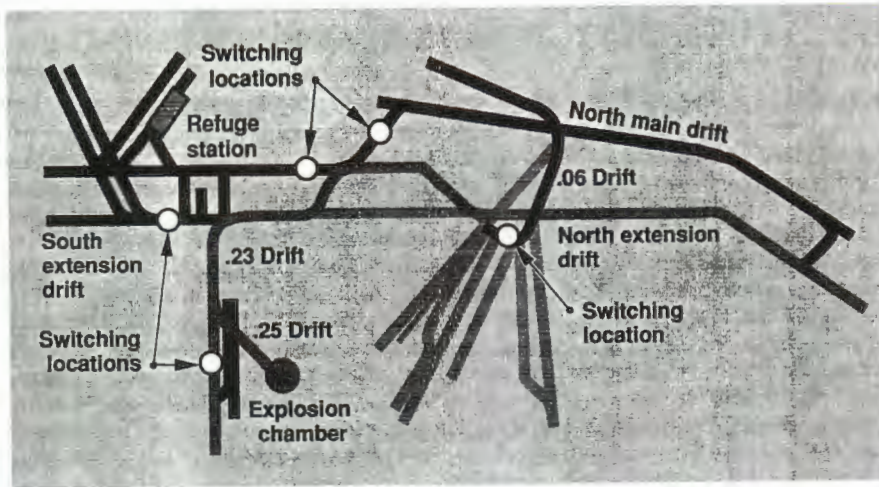 Switching
locations
Refuge
station
North main drift
.06 Drift
South
extension
drift
.23 Drift
North extension
drift
Switching
locations
.25 Drift
Switching
location
Explosion
chamber